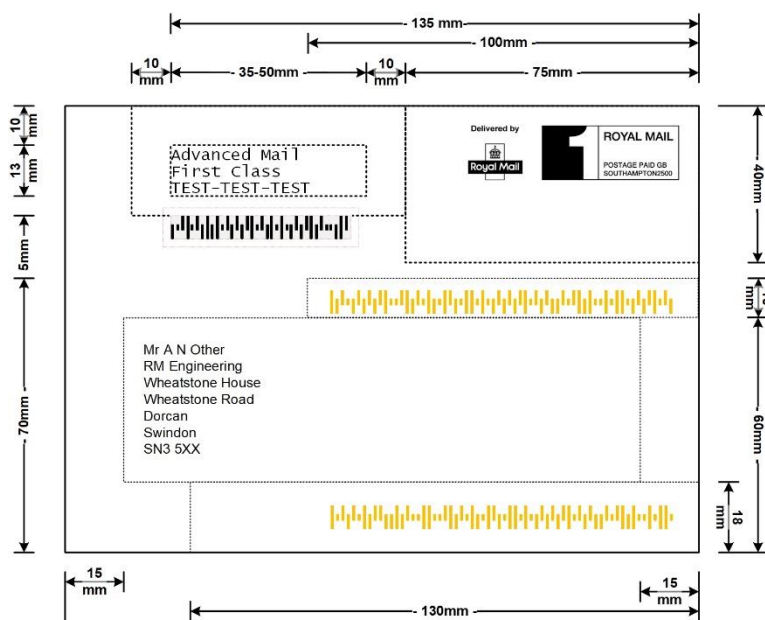 - 135 mm -
- 100mm -
10 mm
- 35-50mm -
10 mm
- 75mm -
10 mm
13 mm
5mm
- 70mm -
Advanced Mail
First Class
TEST-TEST-TEST
Delivered by
Royal Mail
ROYAL MAIL
POSTAGE PAID GB
SOUTHAMPTON2500
- 40mm -
mm
- 60mm -
Mr A N Other
RM Engineering
Wheatstone House
Wheatstone Road
Dorcan
Swindon
SN3 5XX
18 mm
15 mm
15 mm
- 130mm -